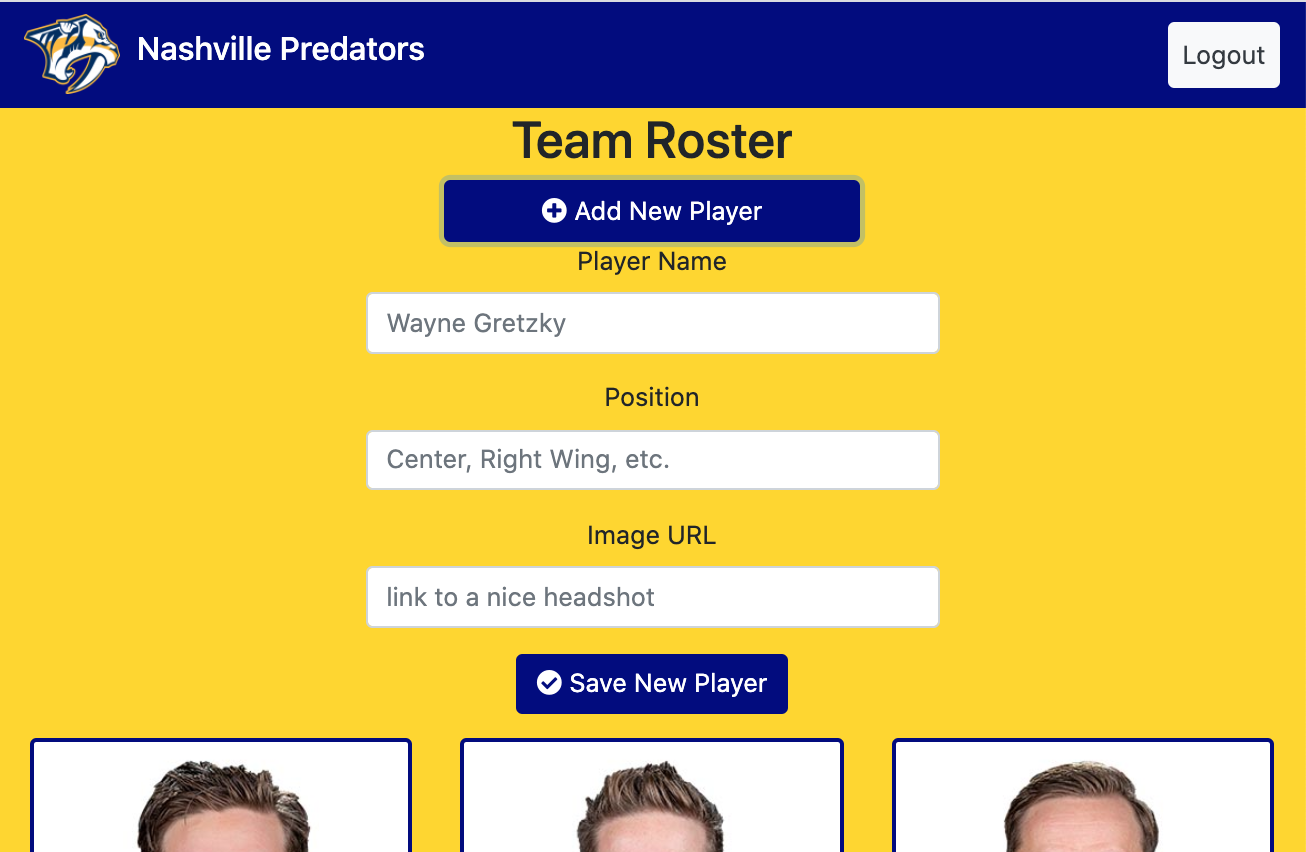 Nashville Predators
Logout
Team Roster
Add New Player
Player Name
Wayne Gretzky
Position
Center, Right Wing, etc.
Image URL
link to a nice headshot
Save New Player